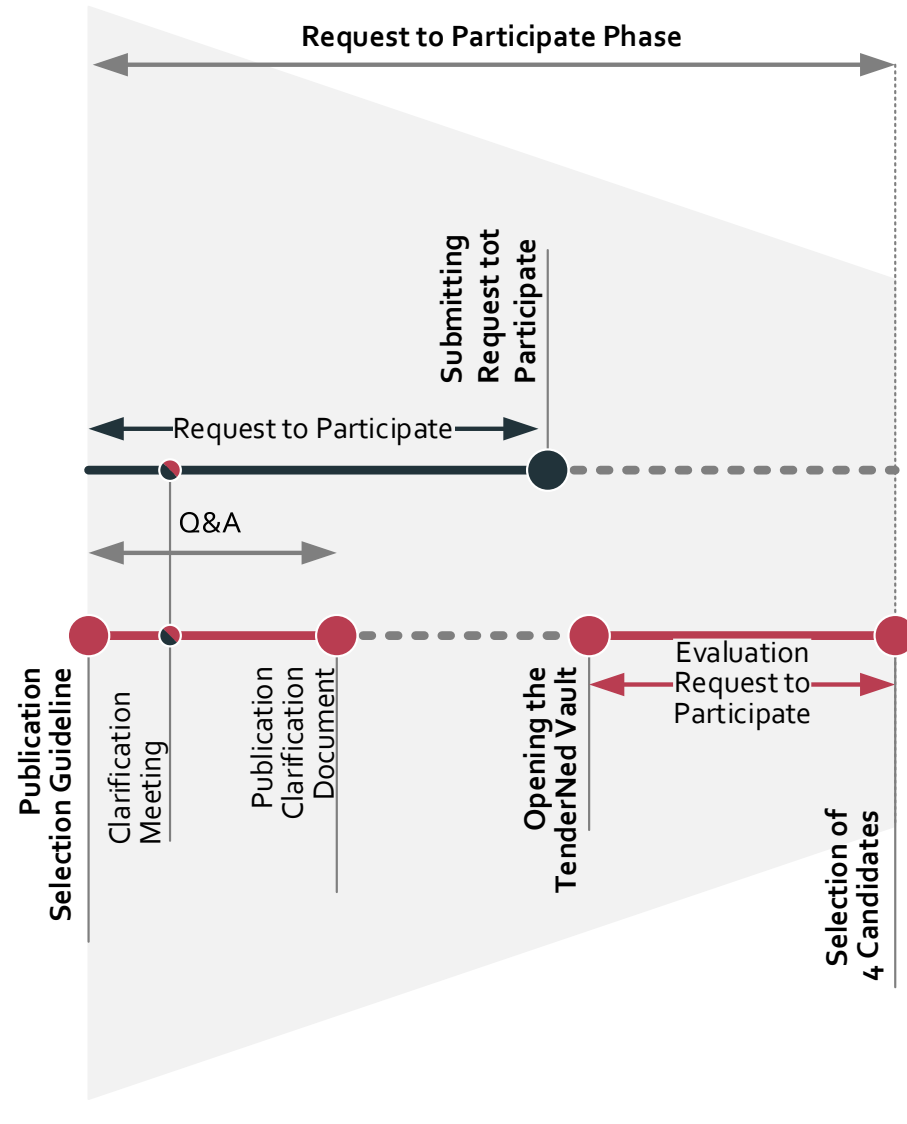 Request to Participate Phase
Submitting
Request tot
Participate
Request to Participate
Q&A
Publication
Selection Guideline
Clarification
Meeting
Publication
Clarification
Document
Opening the
TenderNed Vault
Evaluation
Request to
Participate
Selection of
4 Candidates